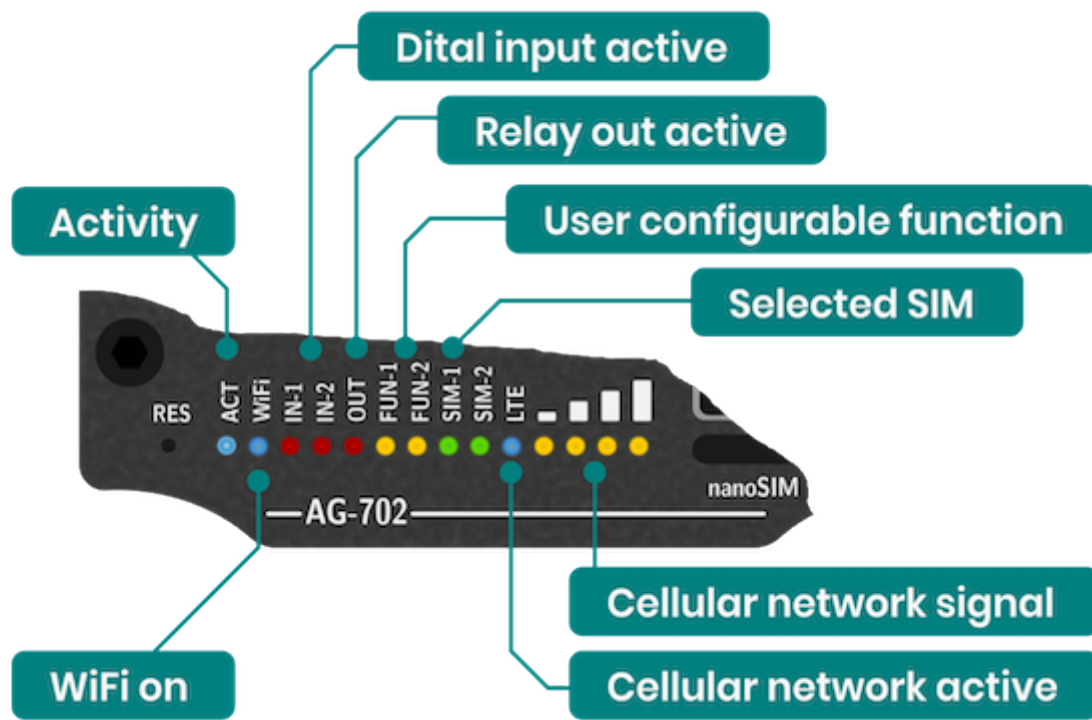 Dital input active
Relay out active
Activity
User configurable function
Selected SIM
RES
ACT
WiFi
IN-1
IN-2
OUT
FUN-1
FUN-2
SIM-1
SIM-2
LTE
nanoSIM
AG-702
Cellular network signal
WiFi on
Cellular network active